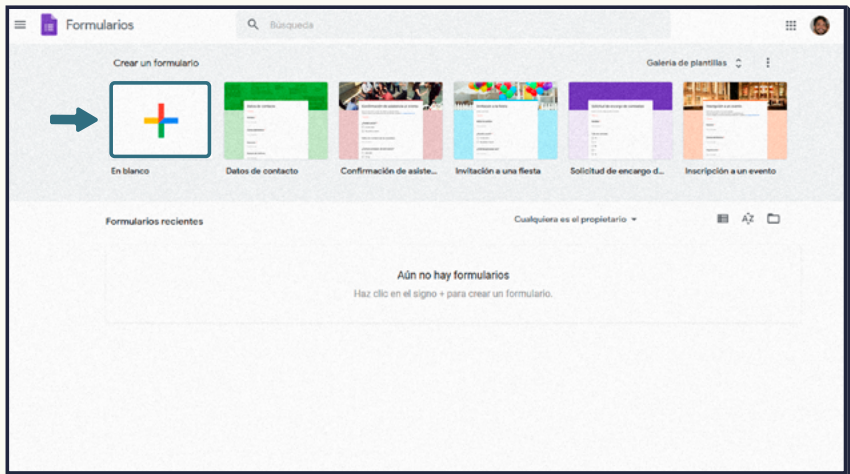 Formularios
Búsqueda
Crear un formulario
Galería de plantillas
En blanco
Datos de contacto
Confirmación de asiste...
Invitación a una fiesta
Solicitud de encargo d...
Inscripción a un evento
Formularios recientes
Cualquiera es el propietario
AZ
Aún no hay formularios
Haz clic en el signo + para crear un formulario.